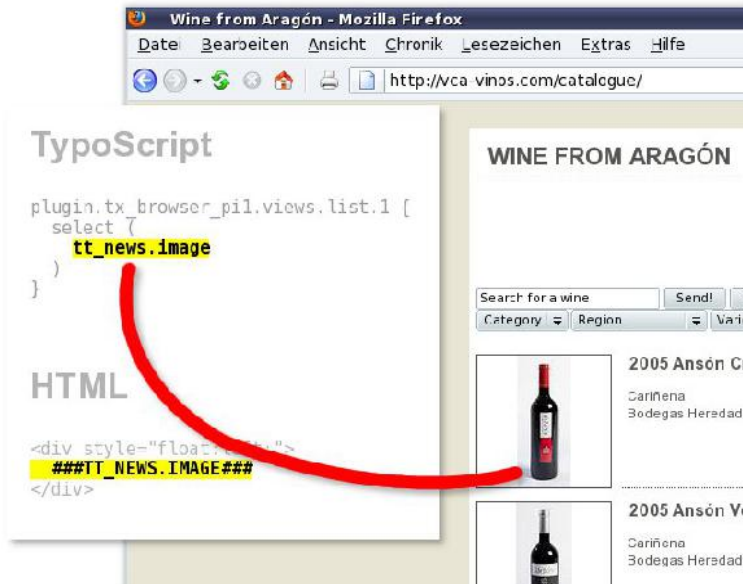 Wine from Aragón - Mozilla Firefox
Datei Bearbeiten Ansicht Chronik Lesezeichen Extras Hilfe
http://vca-vinos.com/catalogue/
TypoScript
plugin.tx_browser_pi1.views.list.1 {
select (
tt_news.image
)
}
HTML
<div style="float:left;">
###TT_NEWS.IMAGE###
</div>
WINE FROM ARAGÓN
Search for a wine
Send!
Category
Region
2005 Ansón
Cariñena
Bodegas
2005 Ansón
Cariñena
Bodegas